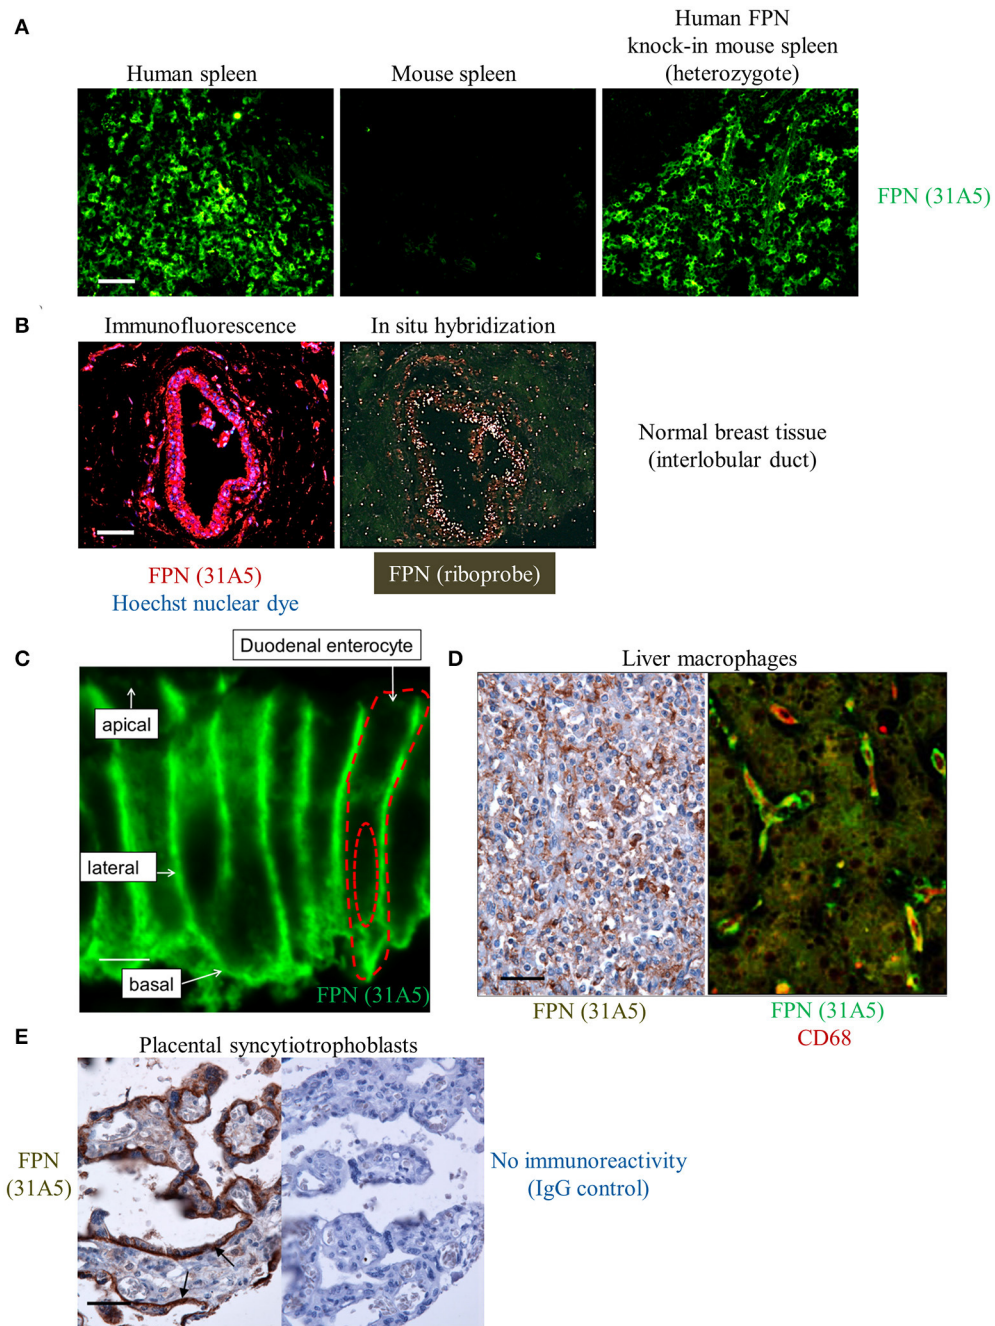 A
Human spleen
Mouse spleen
Human FPN
knock-in mouse spleen
(heterozygote)
FPN (31A5)
B
Immunofluorescence
In situ hybridization
Normal breast tissue
(interlobular duct)
FPN (31A5)
Hoechst nuclear dye
FPN (riboprobe)
C
Duodenal enterocyte
apical
lateral
basal
FPN (31A5)
D
Liver macrophages
FPN (31A5)
FPN (31A5)
CD68
E
Placental syncytiotrophoblasts
FPN
(31A5)
No immunoreactivity
(IgG control)